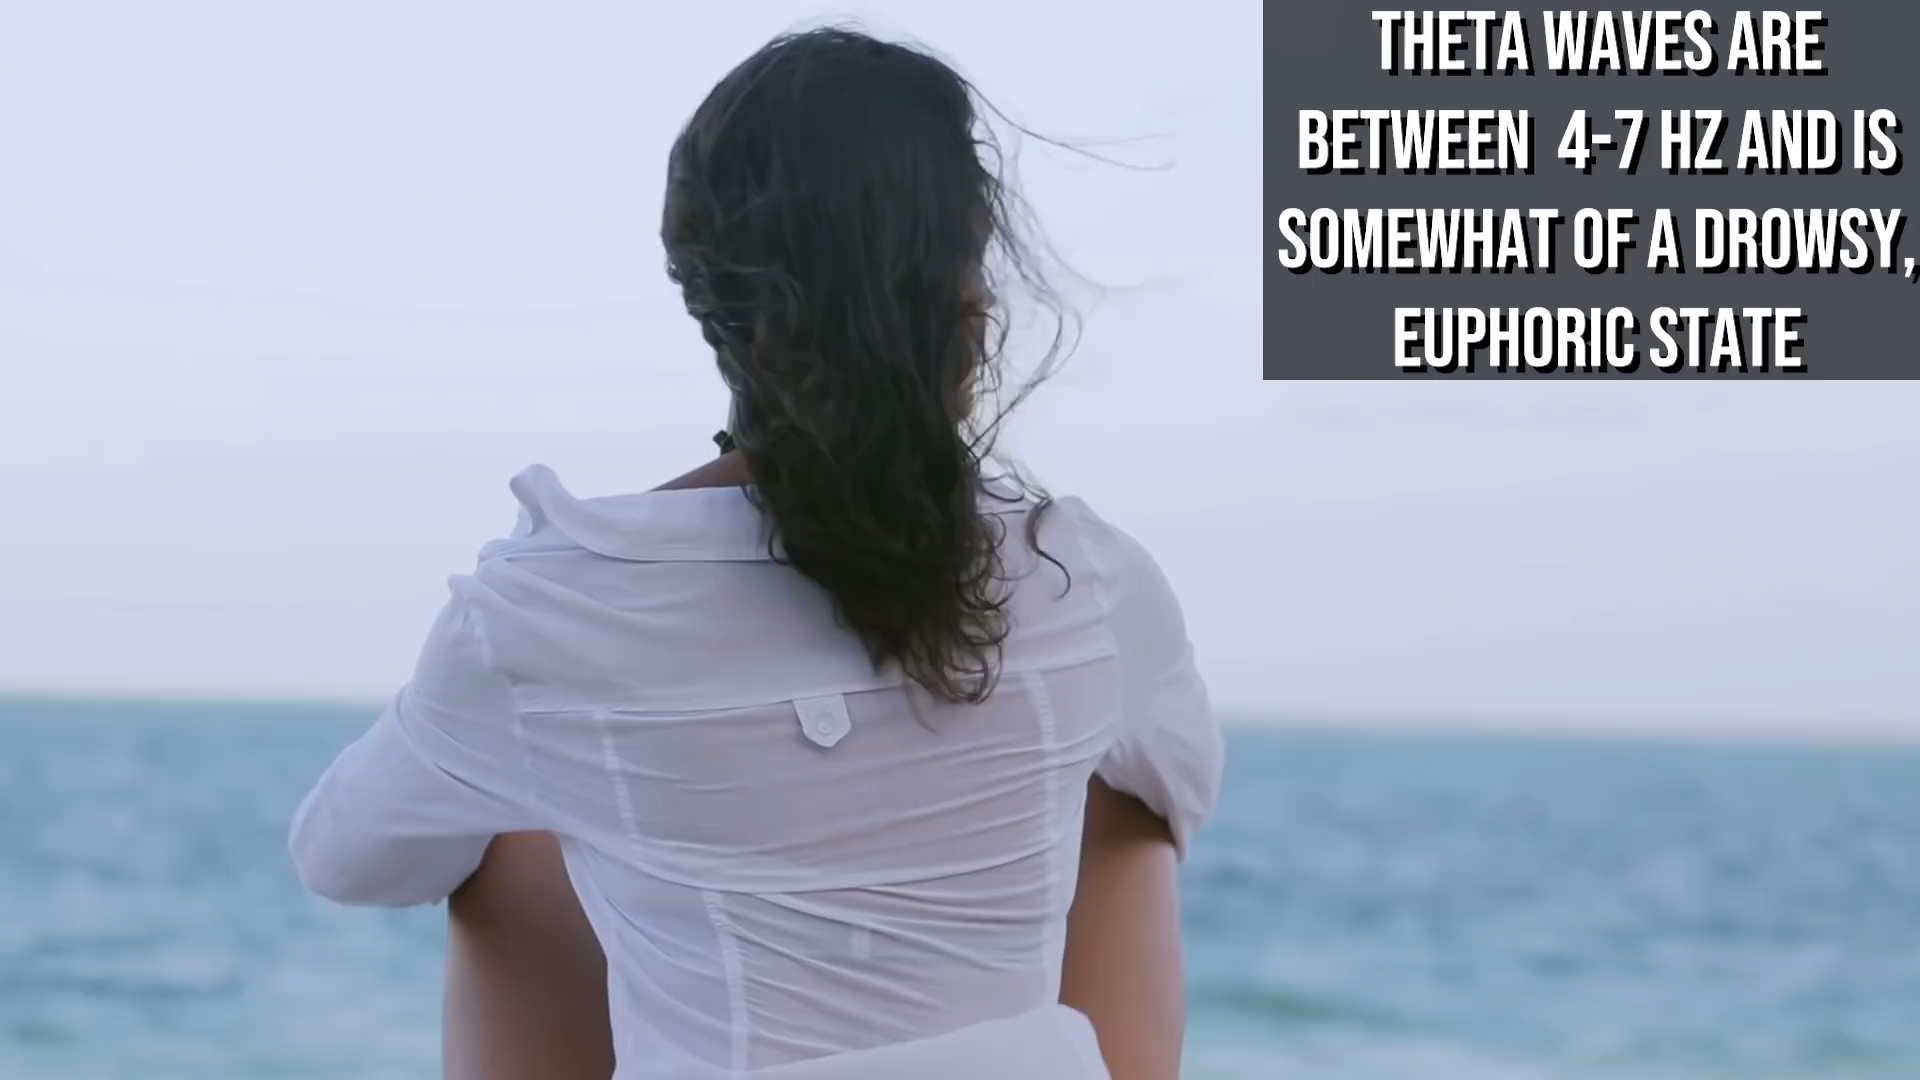 THETA WAVES ARE
BETWEEN 4-7 HZ AND IS
SOMEWHAT OF A DROWSY,
EUPHORIC STATE